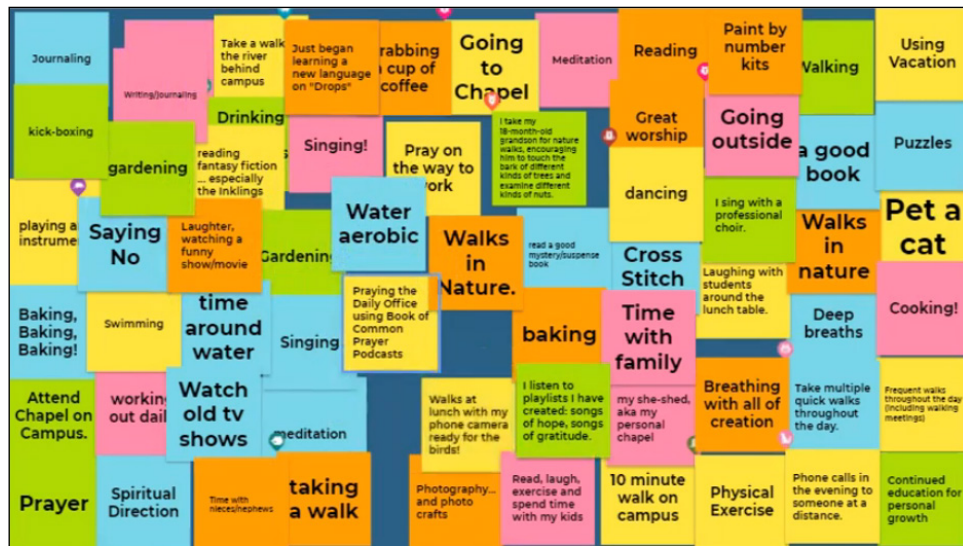 Journaling
Writing/Journaling
Take a walk
the river
behind
campus
Just began
learning a
new language
on "Drops"
cup of
coffee
Going
to
Chapel
Meditation
Reading
Paint by
number
kits
Walking
Using
Vacation
kick-boxing
gardening
Drinking
reading
fantasy fiction
... especially
the Inklings
Singing!
Pray on
the way to
work
I take my
18-month-old
grandson for nature
walks, encouraging
him to touch the
bark of different
kinds of trees and
examine different
kinds of nuts.
Great
worship
dancing
Going
outside
a good
book
Puzzles
I sing with a
professional
choir.
playing
instrument
Saying
No
Laughter,
watching a
funny
show/movie
Gardening
Water
aerobic
Walks
in
Nature.
read a good
mystery/suspense
book
Cross
Stitch
Laughing with
students
around the
lunch table.
Walks
in
nature
Pet a
cat
Baking,
Baking,
Baking!
Swimming
time
around
water
Singing
Praying the
Daily Office
using Book of
Common
Prayer
Podcasts
baking
Time
with
family
Deep
breaths
Cooking!
Attend
Chapel on
Campus.
working
out daily
Watch
old tv
shows
meditation
Walks at
lunch with my
phone camera
ready for the
birds!
I listen to
playlists I have
created: songs
of hope, songs
of gratitude.
my she-shed,
aka my
personal
chapel
Breathing
with all of
creation
Take multiple
quick walks
throughout
the day.
Frequent walks
throughout the day
(including walking
meetings)
Prayer
Spiritual
Direction
Time with
nieces/nephews
taking
a walk
Photography...
and photo
crafts
Read, laugh,
exercise and
spend time
with my kids
10 minute
walk on
campus
Physical
Exercise
Phone calls in
the evening to
someone at a
distance.
Continued
education for
personal
growth